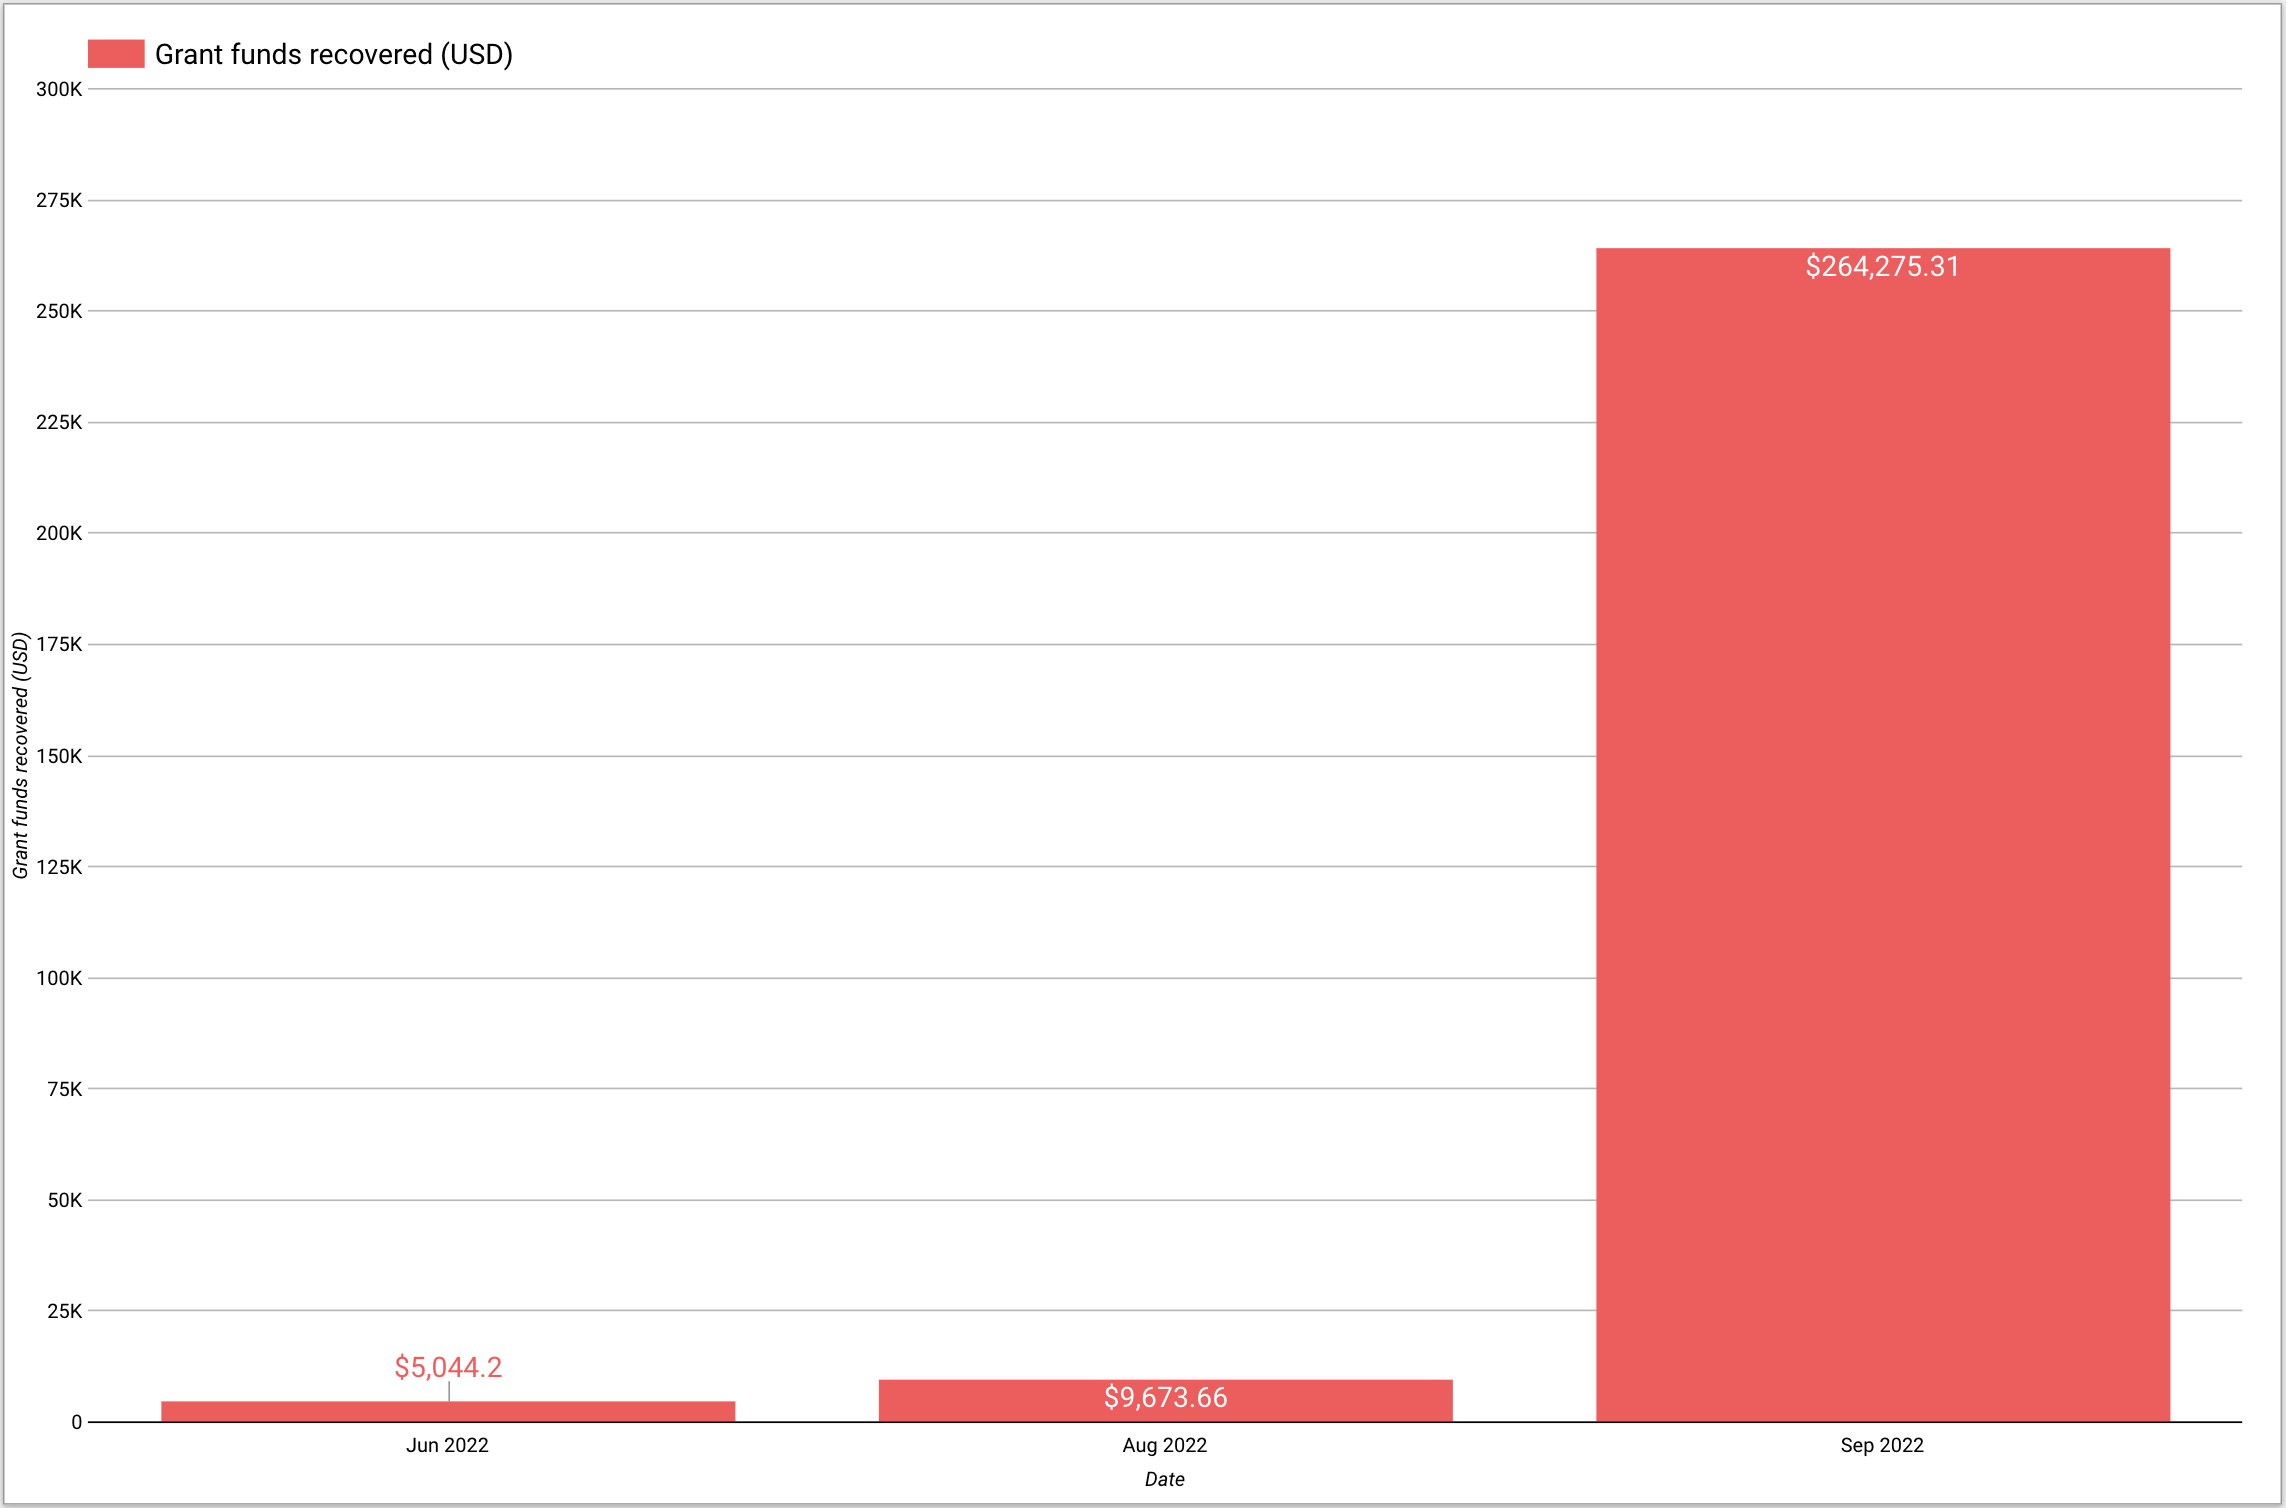 Grant funds recovered (USD)
300K
275K
250K
225K
200K
175K
150K
125K
100K
75K
50K
25K
0
Grant funds recovered (USD)
$5,044.2
$9,673.66
$264,275.31
Jun 2022
Aug 2022
Sep 2022
Date